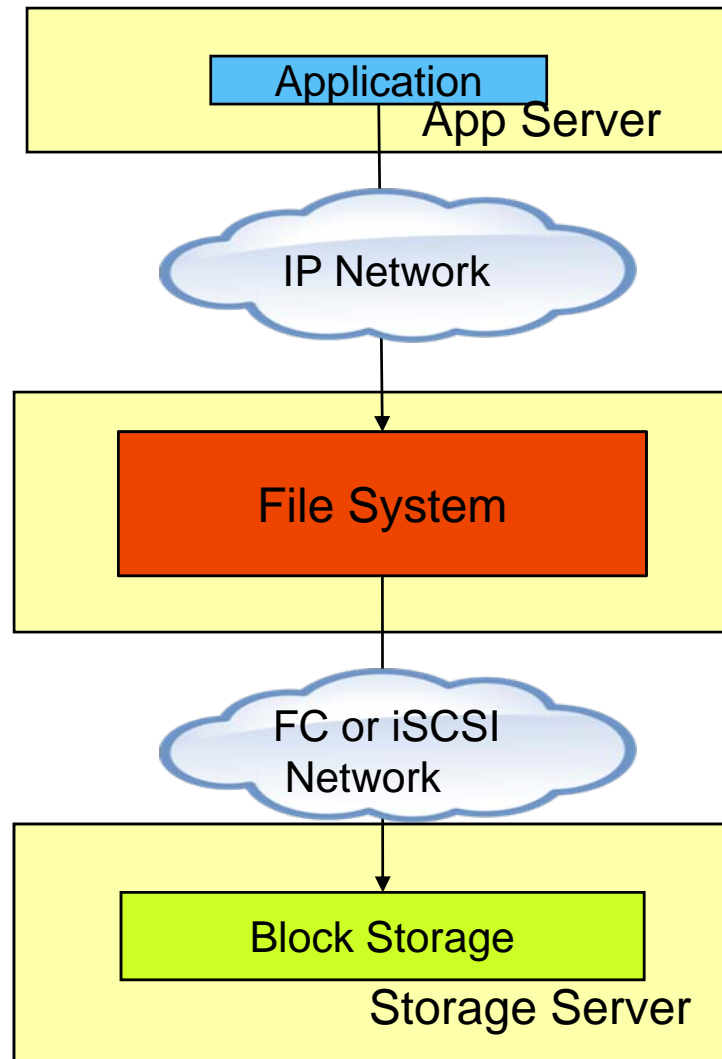 Application
App Server
IP Network
File System
FC or iSCSI
Network
Block Storage
Storage Server